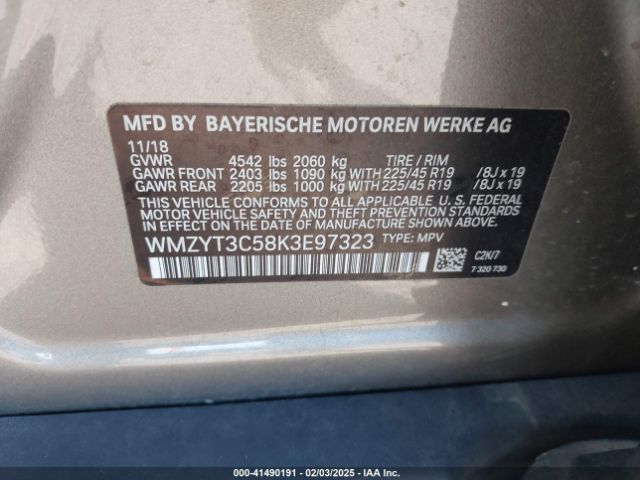 MFD BY BAYERISCHE MOTOREN WERKE AG
11/18
GVWR 4542 lbs 2060 kg TIRE / RIM
GAWR FRONT 2403 lbs 1090 kg WITH 225/45 R19 /8J x 19
GAWR REAR 2205 lbs 1000 kg WITH 225/45 R19 /8J x 19
THIS VEHICLE CONFORMS TO ALL APPLICABLE U. S. FEDERAL
MOTOR VEHICLE SAFETY AND THEFT PREVENTION STANDARDS
IN EFFECT ON THE DATE OF MANUFACTURE SHOWN ABOVE.
WMZYT3C58K3E97323 TYPE: MPV
C2K/7
7 320 730
000-41490191 - 02/03/2025 - IAA Inc.